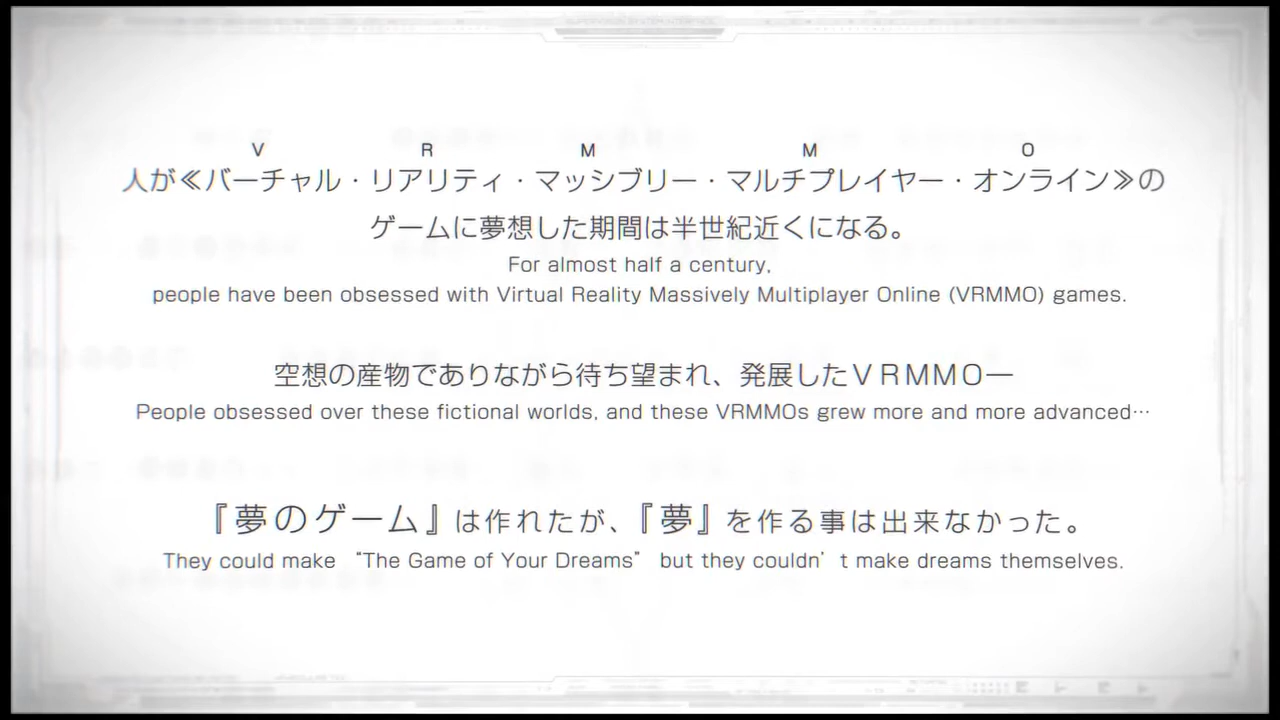 V R M M O
人が≪バーチャル・リアリティ・マッシブリー・マルチプレイヤー・オンライン≫の
ゲームに夢想した期間は半世紀近くになる。
For almost half a century,
people have been obsessed with Virtual Reality Massively Multiplayer Online (VRMMO) games.
空想の産物でありながら待ち望まれ、発展したＶＲＭＭＯ―
People obsessed over these fictional worlds, and these VRMMOs grew more and more advanced…
『夢のゲーム』は作れたが、『夢』を作る事は出来なかった。
They could make “The Game of Your Dreams” but they couldn’t make dreams themselves.